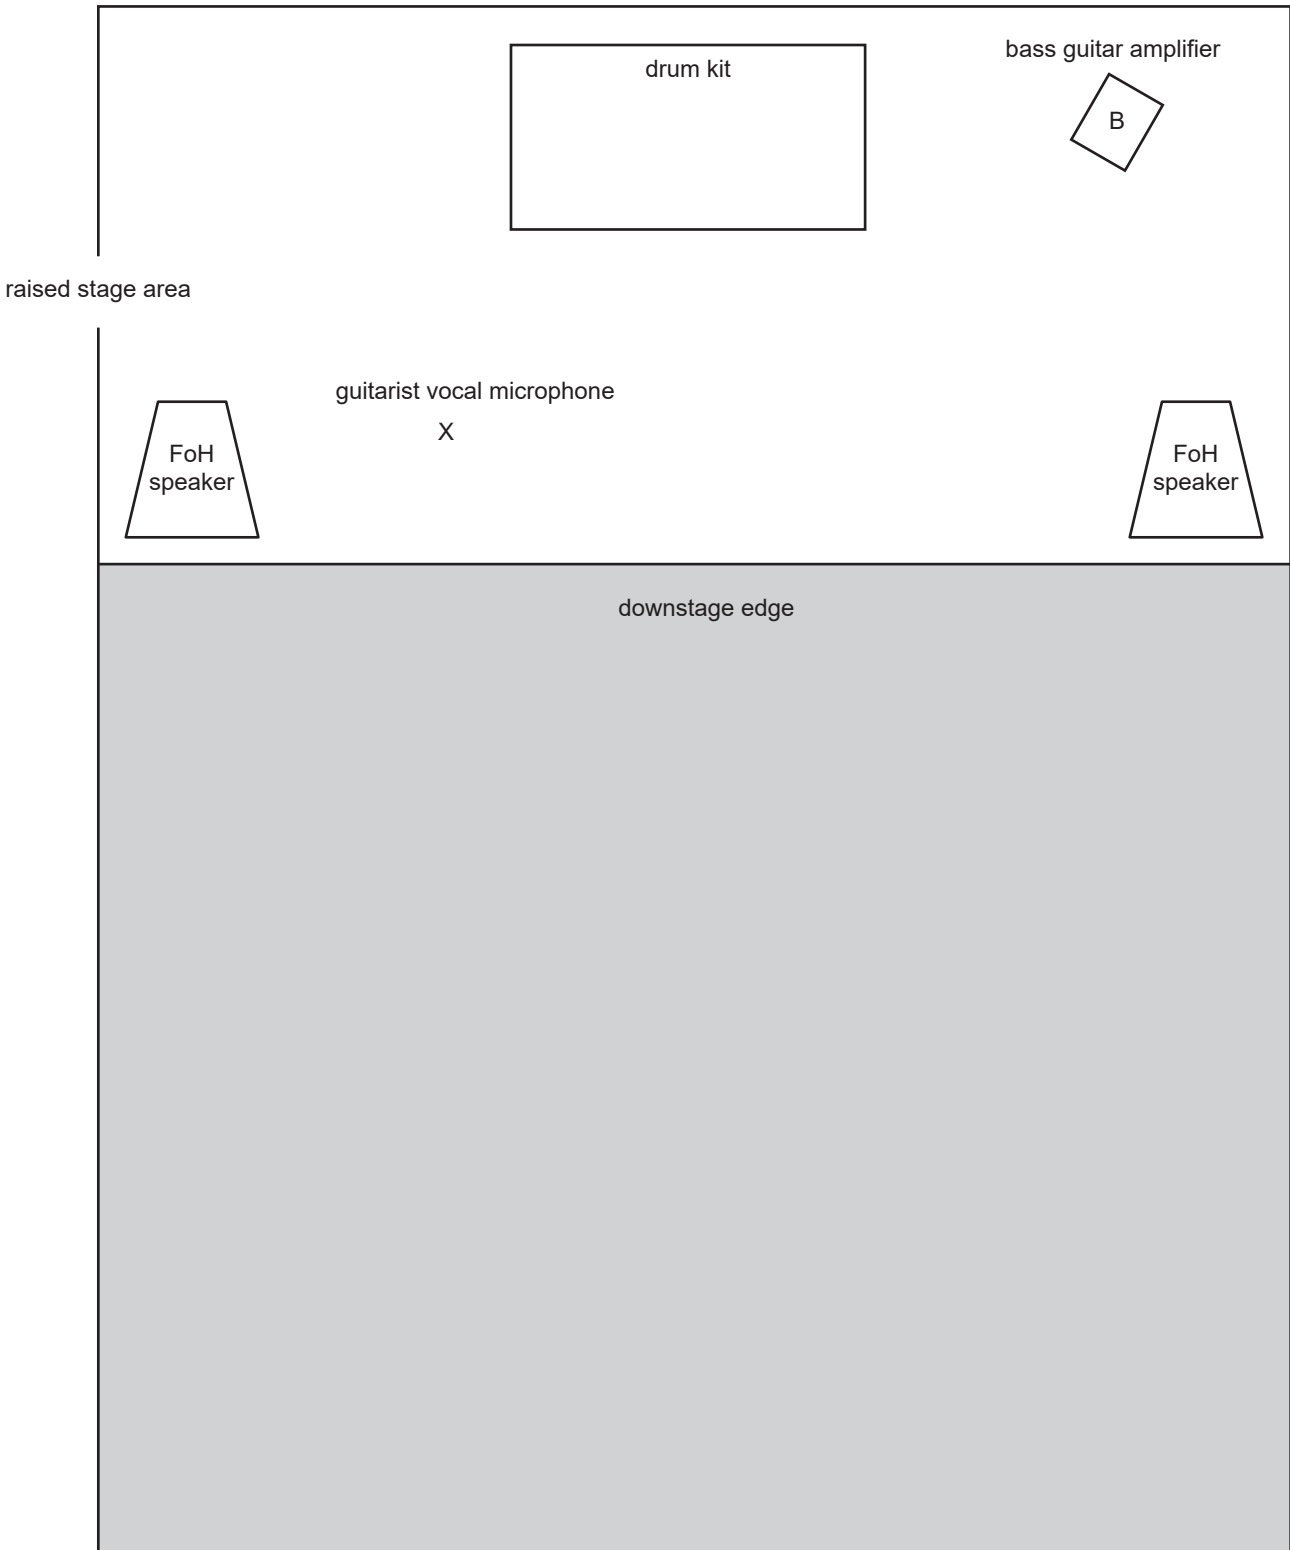 bass guitar amplifier
drum kit
B
raised stage area
guitarist vocal microphone
X
FoH
speaker
FoH
speaker
downstage edge